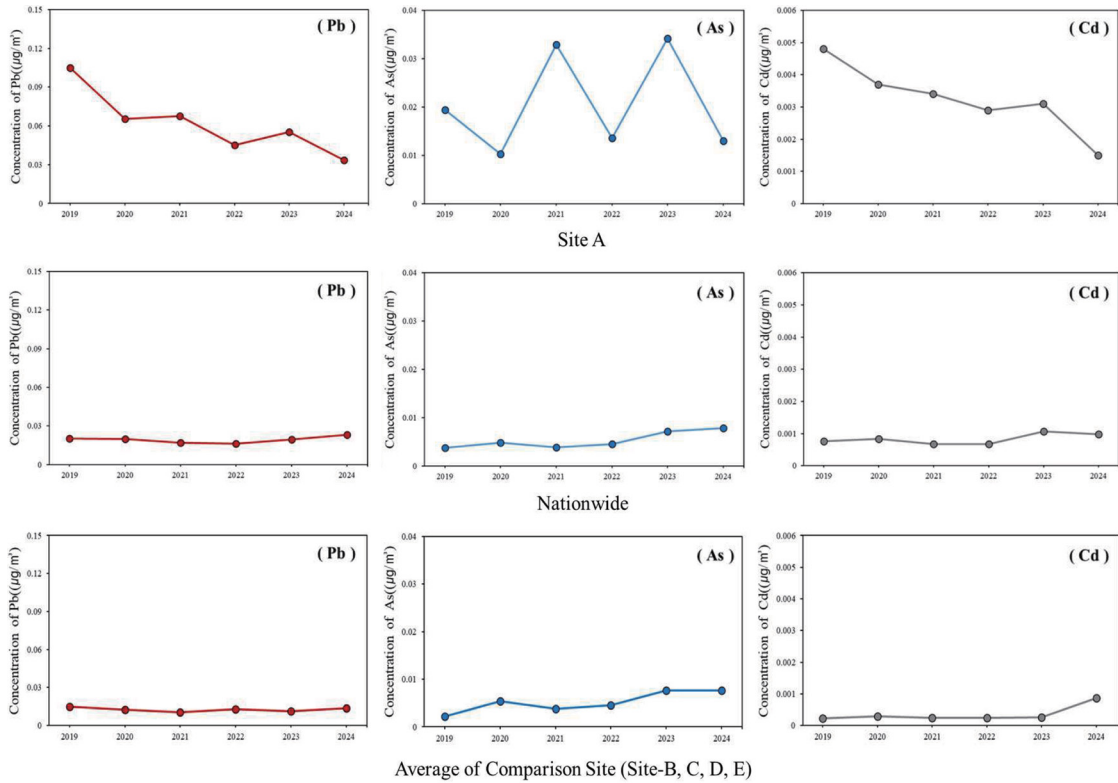 ( Pb )
Concentration of Pb((μg/m³)
0.15
0.12
0.09
0.06
0.03
0
2019 2020 2021 2022 2023 2024
( As )
Concentration of As((μg/m³)
0.04
0.03
0.02
0.01
0
2019 2020 2021 2022 2023 2024
( Cd )
Concentration of Cd((μg/m³)
0.006
0.005
0.004
0.003
0.002
0.001
0
2019 2020 2021 2022 2023 2024
Site A
( Pb )
Concentration of Pb((μg/m³)
0.15
0.12
0.09
0.06
0.03
0
2019 2020 2021 2022 2023 2024
( As )
Concentration of As((μg/m³)
0.04
0.03
0.02
0.01
0
2019 2020 2021 2022 2023 2024
( Cd )
Concentration of Cd((μg/m³)
0.006
0.005
0.004
0.003
0.002
0.001
0
2019 2020 2021 2022 2023 2024
Nationwide
( Pb )
Concentration of Pb((μg/m³)
0.15
0.12
0.09
0.06
0.03
0
2019 2020 2021 2022 2023 2024
( As )
Concentration of As((μg/m³)
0.04
0.03
0.02
0.01
0
2019 2020 2021 2022 2023 2024
( Cd )
Concentration of Cd((μg/m³)
0.006
0.005
0.004
0.003
0.002
0.001
0
2019 2020 2021 2022 2023 2024
Average of Comparison Site (Site-B, C, D, E)